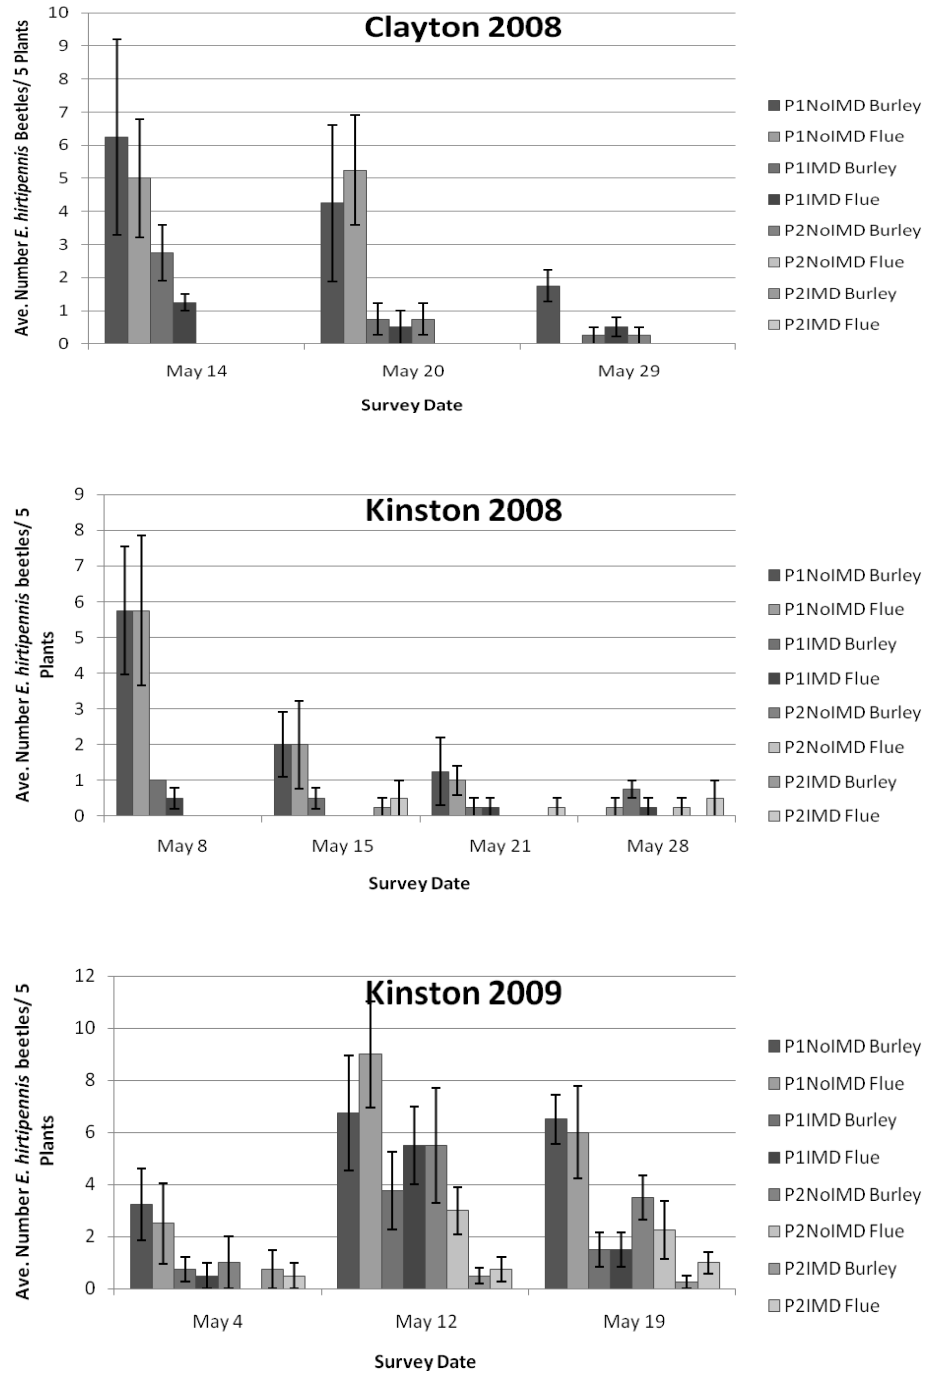 Clayton 2008
Ave. Number E. hirtipennis Beetles/ 5 Plants
10
9
8
7
6
5
4
3
2
1
0
May 14 May 20 May 29
Survey Date
P1NoIMD Burley
P1NoIMD Flue
P1IMD Burley
P1IMD Flue
P2NoIMD Burley
P2NoIMD Flue
P2IMD Burley
P2IMD Flue
Kinston 2008
Ave. Number E. hirtipennis beetles/ 5
Plants
9
8
7
6
5
4
3
2
1
0
May 8 May 15 May 21 May 28
Survey Date
P1NoIMD Burley
P1NoIMD Flue
P1IMD Burley
P1IMD Flue
P2NoIMD Burley
P2NoIMD Flue
P2IMD Burley
P2IMD Flue
Kinston 2009
Ave. Number E. hirtipennis beetles/ 5
Plants
12
10
8
6
4
2
0
May 4 May 12 May 19
Survey Date
P1NoIMD Burley
P1NoIMD Flue
P1IMD Burley
P1IMD Flue
P2NoIMD Burley
P2NoIMD Flue
P2IMD Burley
P2IMD Flue